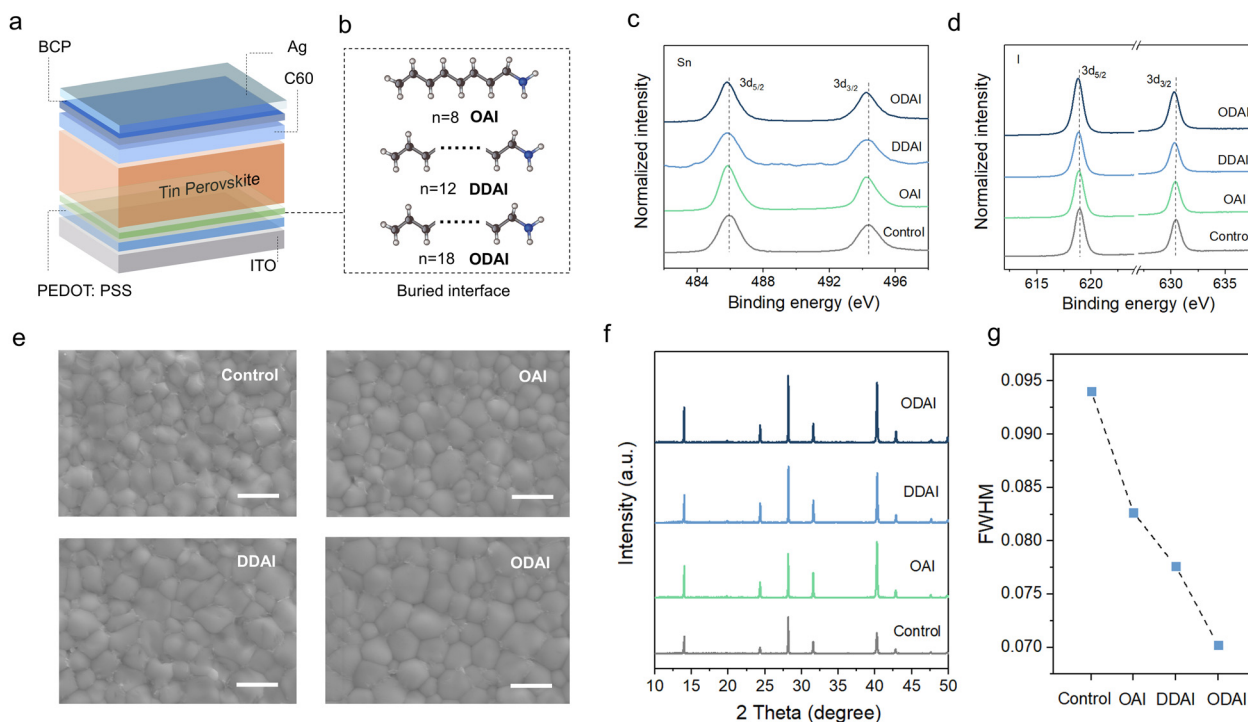 a
BCP
Ag
C60
Tin Perovskite
ITO
PEDOT: PSS
b
n=8 OAI
n=12 DDAI
n=18 ODAI
Buried interface
c
Sn
3d5/2
3d3/2
ODAI
DDAI
OAI
Control
Normalized intensity
484 488 492 496
Binding energy (eV)
d
I
3d5/2
3d3/2
ODAI
DDAI
OAI
Control
Normalized intensity
615 620 630 635
Binding energy (eV)
e
Control
OAI
DDAI
ODAI
f
ODAI
DDAI
OAI
Control
Intensity (a.u.)
10 15 20 25 30 35 40 45 50
2 Theta (degree)
g
0.095
0.090
0.085
0.080
0.075
0.070
FWHM
Control OAI DDAI ODAI